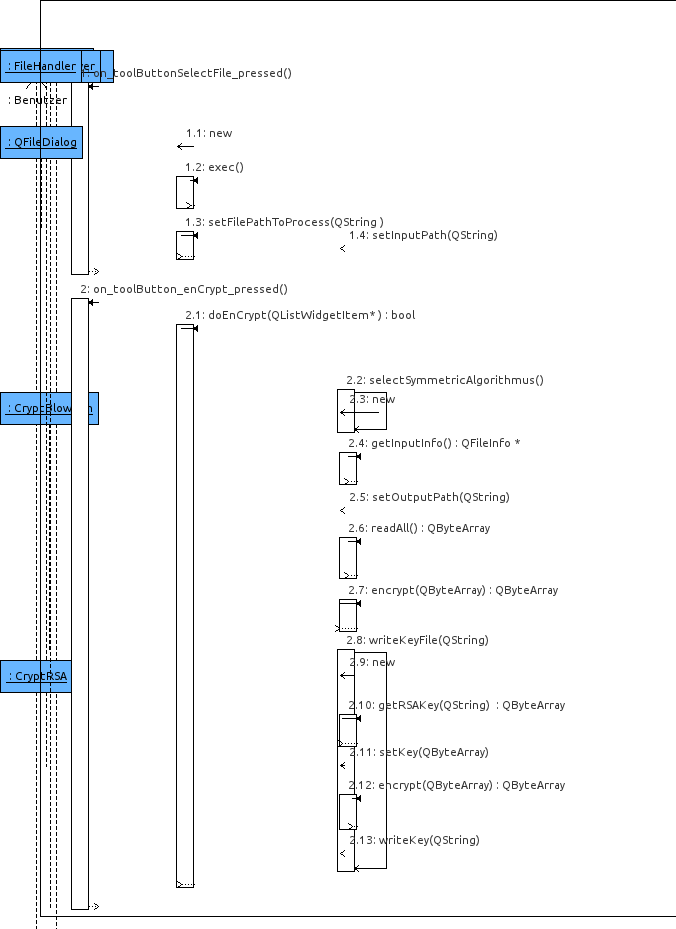 : FileHandler
1: on_toolButtonSelectFile_pressed()
: Benutzer
1.1: new
: QFileDialog
1.2: exec()
1.3: setFilePathToProcess(QString )
1.4: setInputPath(QString)
2: on_toolButton_enCrypt_pressed()
2.1: doEnCrypt(QListWidgetItem* ) : bool
2.2: selectSymmetricAlgorithmus()
2.3: new
2.4: getInputInfo() : QFileInfo *
2.5: setOutputPath(QString)
2.6: readAll() : QByteArray
2.7: encrypt(QByteArray) : QByteArray
2.8: writeKeyFile(QString)
2.9: new
: CryptRSA
2.10: getRSAKey(QString)  : QByteArray
2.11: setKey(QByteArray)
2.12: encrypt(QByteArray) : QByteArray
2.13: writeKey(QString)